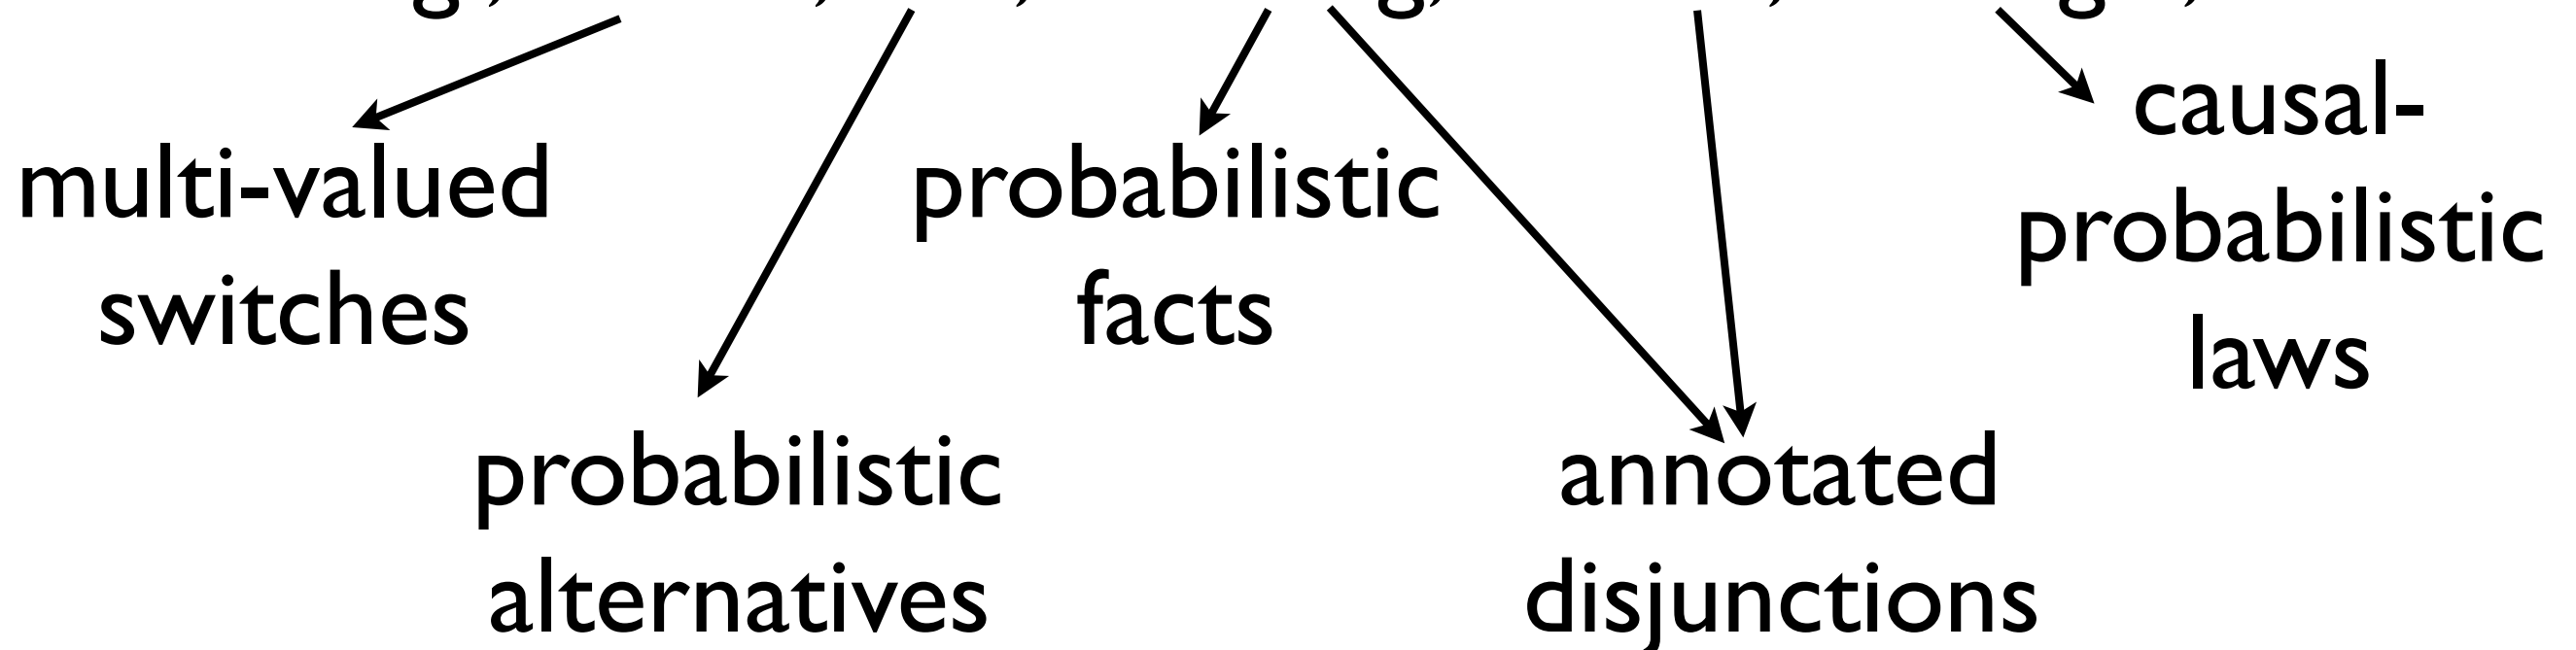 multi-valued
switches
probabilistic
facts
causal-
probabilistic
laws
probabilistic
alternatives
annotated
disjunctions